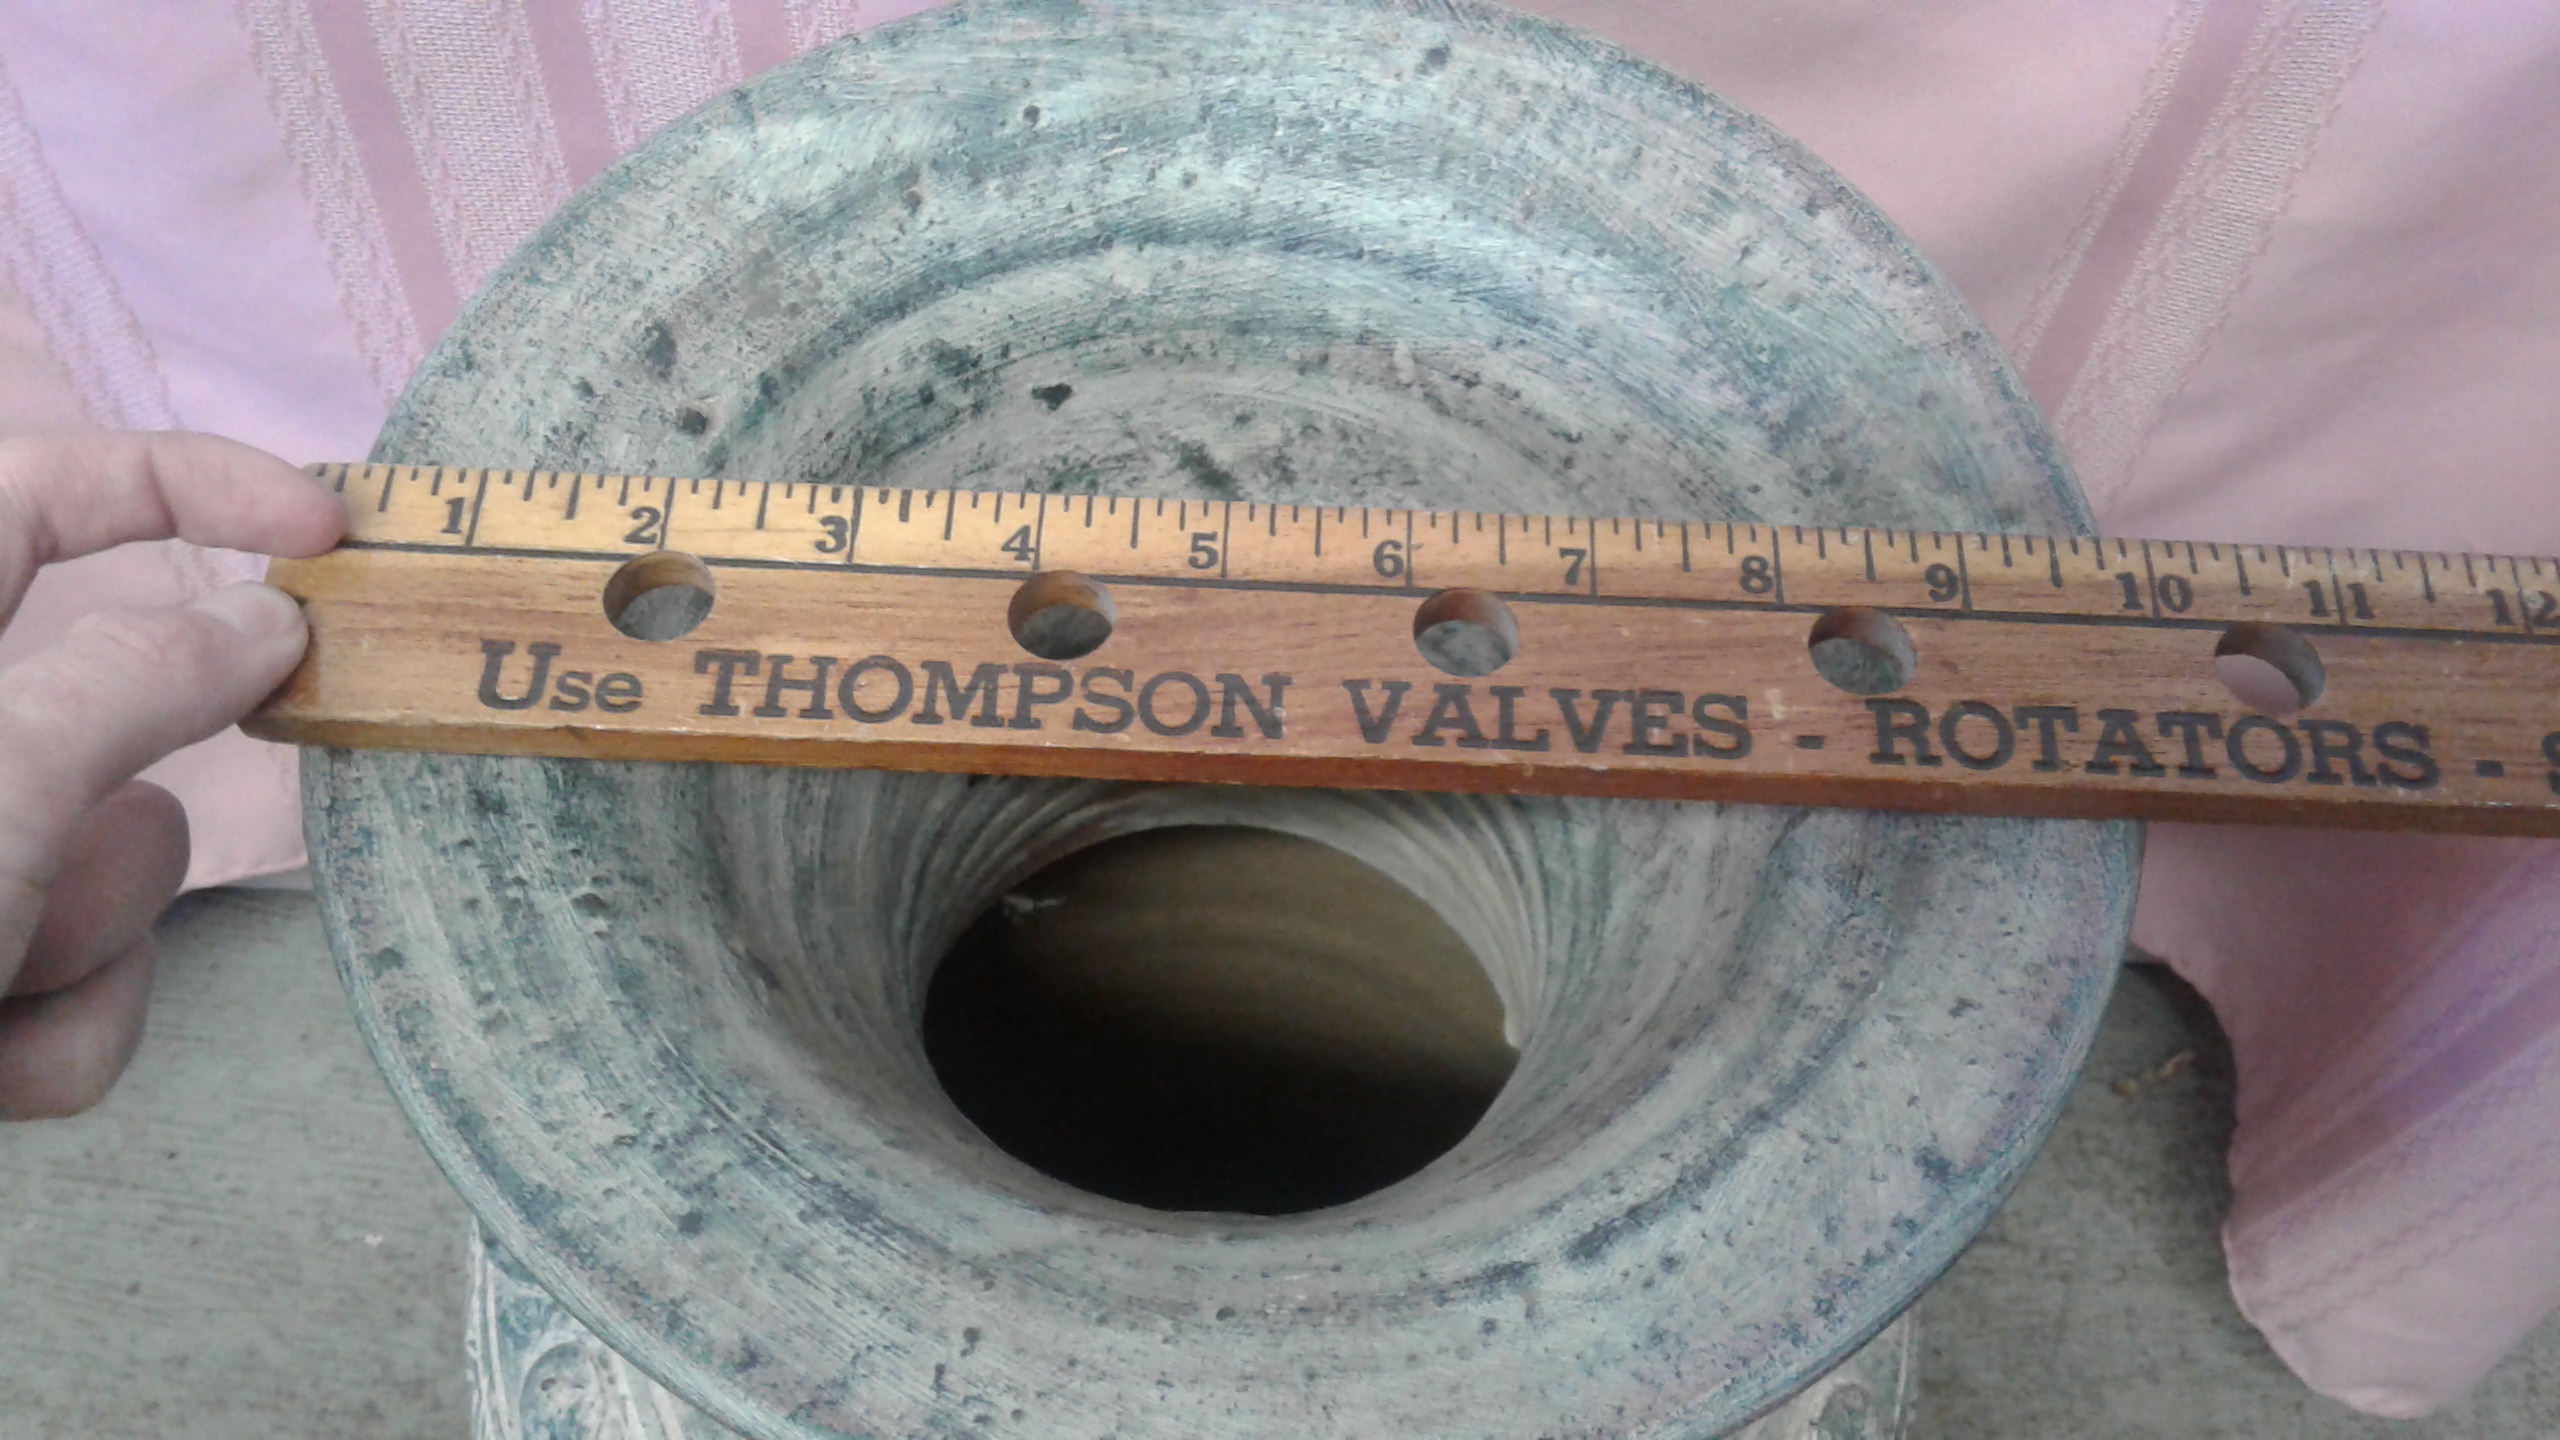 1 2 3 4 5 6 7 8 9 10 11 12
Use THOMPSON VALVES - ROTATORS -